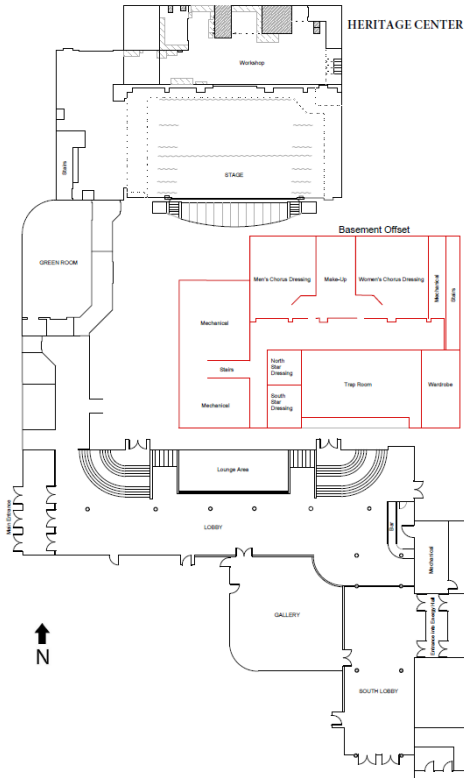 HERITAGE CENTER
Workshop
STAGE
Stairs
Basement Offset
GREEN ROOM
Men's Chorus Dressing
Make-Up
Women's Chorus Dressing
Mechanical
Stairs
Mechanical
Stairs
North
Star
Dressing
South
Star
Dressing
Trap Room
Wardrobe
Mechanical
Lounge Area
Main Entrance
LOBBY
Bar
Mechanical
GALLERY
Entrance into Exergy Hall
N
SOUTH LOBBY